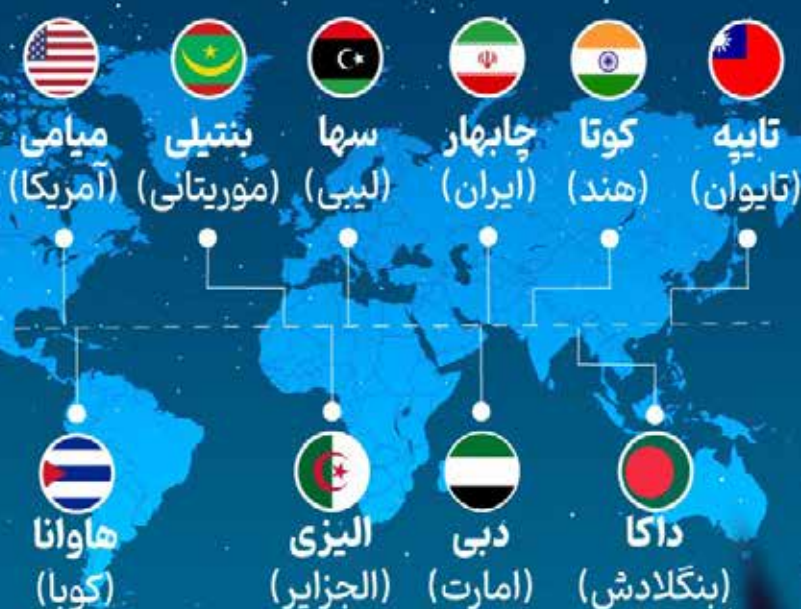 تایپه
(تایوان)
کوتا
(هند)
چابهار
(ایران)
سبها
(لیبی)
بنتیلی
(موریتانی)
میامی
(آمریکا)
داکا
(بنگلادش)
دبی
(امارت)
الیزی
(الجزایر)
هاوانا
(کوبا)